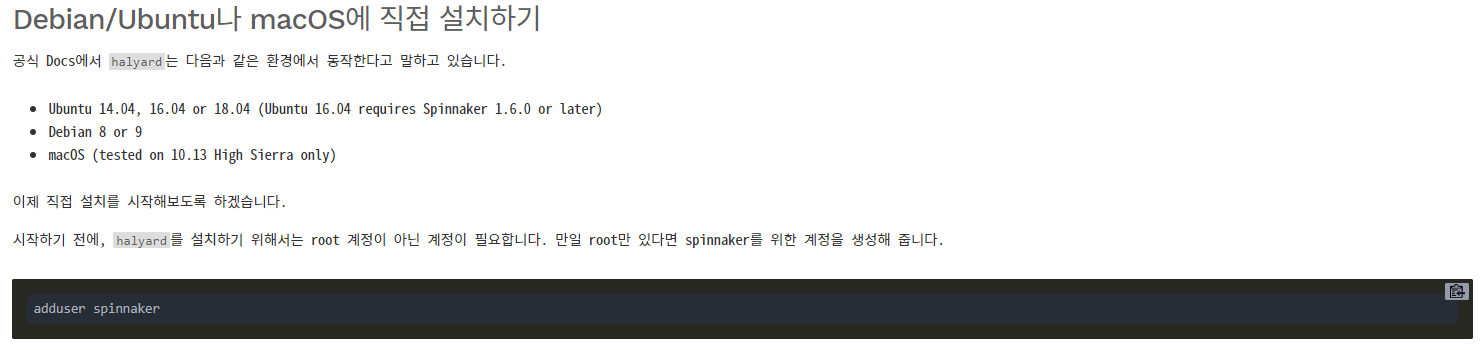 Debian/Ubuntu나 macOS에 직접 설치하기
공식 Docs에서 halyard는 다음과 같은 환경에서 동작한다고 말하고 있습니다.
Ubuntu 14.04, 16.04 or 18.04 (Ubuntu 16.04 requires Spinnaker 1.6.0 or later)
Debian 8 or 9
macOS (tested on 10.13 High Sierra only)
이제 직접 설치를 시작해보도록 하겠습니다.
시작하기 전에, halyard를 설치하기 위해서는 root 계정이 아닌 계정이 필요합니다. 만일 root만 있다면 spinnaker를 위한 계정을 생성해 줍니다.
adduser spinnaker